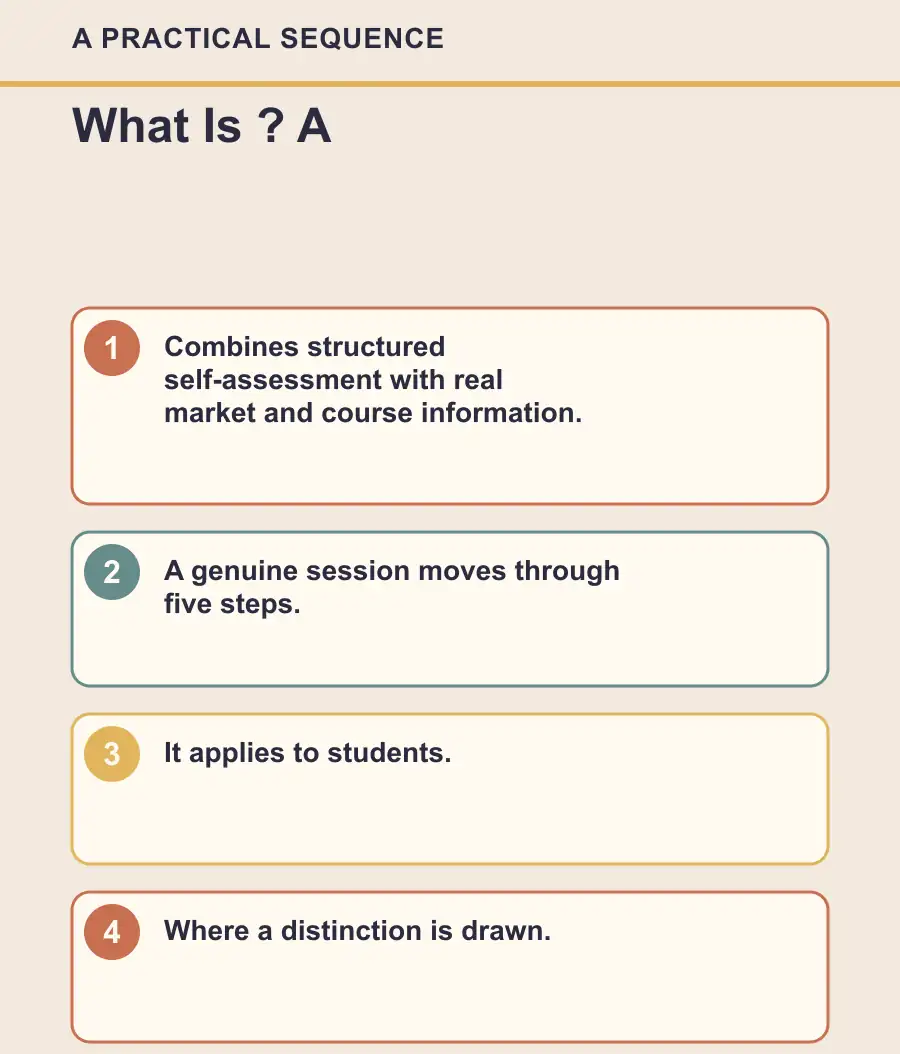 A PRACTICAL SEQUENCE
What Is ? A
1
Combines structured
self-assessment with real
market and course information.
2
A genuine session moves through
five steps.
3
It applies to students.
4
Where a distinction is drawn.